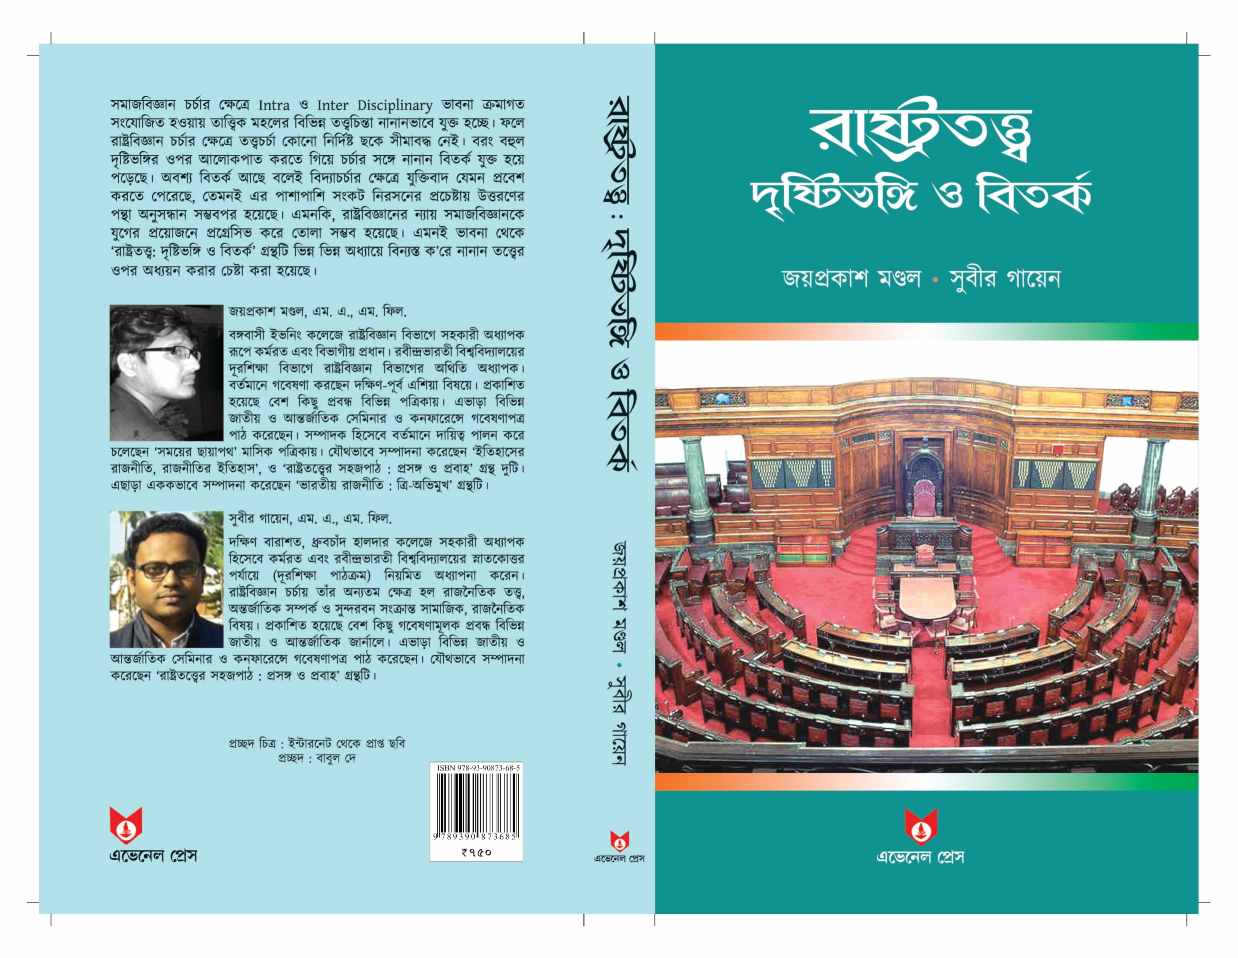 সমাজবিজ্ঞান চর্চার ক্ষেত্রে Intra ও Inter Disciplinary ভাবনা ক্রমাগত
সংযোজিত হওয়ায় তাত্ত্বিক মহলের বিভিন্ন তত্ত্বচিন্তা নানানভাবে যুক্ত হচ্ছে। ফলে
রাষ্ট্রবিজ্ঞান চর্চার ক্ষেত্রে তত্ত্বচর্চা কোনো নির্দিষ্ট ছকে সীমাবদ্ধ নেই। বরং বহুল
দৃষ্টিভঙ্গির ওপর আলোকপাত করতে গিয়ে চর্চার সঙ্গে নানান বিতর্ক যুক্ত হয়ে
পড়েছে। অবশ্য বিতর্ক আছে বলেই বিদ্যাচর্চার ক্ষেত্রে যুক্তিবাদ যেমন প্রবেশ
করতে পেরেছে, তেমনই এর পাশাপাশি সংকট নিরসনের প্রচেষ্টায় উত্তরণের
পন্থা অনুসন্ধান সম্ভবপর হয়েছে। এমনকি, রাষ্ট্রবিজ্ঞানের ন্যায় সমাজবিজ্ঞানকে
যুগের প্রয়োজনে প্রগ্রেসিভ করে তোলা সম্ভব হয়েছে। এমনই ভাবনা থেকে
‘রাষ্ট্রতত্ত্ব: দৃষ্টিভঙ্গি ও বিতর্ক’ গ্রন্থটি ভিন্ন ভিন্ন অধ্যায়ে বিন্যস্ত ক’রে নানান তত্ত্বের
ওপর অধ্যয়ন করার চেষ্টা করা হয়েছে।
জয়প্রকাশ মণ্ডল, এম. এ., এম. ফিল.
বঙ্গবাসী ইভনিং কলেজে রাষ্ট্রবিজ্ঞান বিভাগে সহকারী অধ্যাপক
রূপে কর্মরত এবং বিভাগীয় প্রধান। রবীন্দ্রভারতী বিশ্ববিদ্যালয়ের
দূরশিক্ষা বিভাগে রাষ্ট্রবিজ্ঞান বিভাগের অথিতি অধ্যাপক।
বর্তমানে গবেষণা করছেন দক্ষিণ-পূর্ব এশিয়া বিষয়ে। প্রকাশিত
হয়েছে বেশ কিছু প্রবন্ধ বিভিন্ন পত্রিকায়। এভাড়া বিভিন্ন
জাতীয় ও আন্তর্জাতিক সেমিনার ও কনফারেন্সে গবেষণাপত্র
পাঠ করেছেন। সম্পাদক হিসেবে বর্তমানে দায়িত্ব পালন করে
চলেছেন ‘সময়ের ছায়াপথ’ মাসিক পত্রিকায়। যৌথভাবে সম্পাদনা করেছেন ‘ইতিহাসের
রাজনীতি, রাজনীতির ইতিহাস’, ও ‘রাষ্ট্রতত্ত্বের সহজপাঠ : প্রসঙ্গ ও প্রবাহ’ গ্রন্থ দুটি।
এছাড়া এককভাবে সম্পাদনা করেছেন ‘ভারতীয় রাজনীতি : ত্রি-অভিমুখ’ গ্রন্থটি।
সুবীর গায়েন, এম. এ., এম. ফিল.
দক্ষিণ বারাশত, ধ্রুবচাঁদ হালদার কলেজে সহকারী অধ্যাপক
হিসেবে কর্মরত এবং রবীন্দ্রভারতী বিশ্ববিদ্যালয়ের স্নাতকোত্তর
পর্যায়ে (দূরশিক্ষা পাঠক্রম) নিয়মিত অধ্যাপনা করেন।
রাষ্ট্রবিজ্ঞান চর্চায় তাঁর অন্যতম ক্ষেত্র হল রাজনৈতিক তত্ত্ব,
অন্তর্জাতিক সম্পর্ক ও সুন্দরবন সংক্রান্ত সামাজিক, রাজনৈতিক
বিষয়। প্রকাশিত হয়েছে বেশ কিছু গবেষণামূলক প্রবন্ধ বিভিন্ন
জাতীয় ও আন্তর্জাতিক জার্নালে। এভাড়া বিভিন্ন জাতীয় ও
আন্তর্জাতিক সেমিনার ও কনফারেন্সে গবেষণাপত্র পাঠ করেছেন। যৌথভাবে সম্পাদনা
করেছেন ‘রাষ্ট্রতত্ত্বের সহজপাঠ : প্রসঙ্গ ও প্রবাহ’ গ্রন্থটি।
প্রচ্ছদ চিত্র : ইন্টারনেট থেকে প্রাপ্ত ছবি
প্রচ্ছদ : বাবুল দে
ISBN 978-93-90873-68-5
9 789390 873685
₹৭৫০
এভেনেল প্রেস
রাষ্ট্রতত্ত্ব : দৃষ্টিভঙ্গি ও বিতর্ক
জয়প্রকাশ মণ্ডল • সুবীর গায়েন
এভেনেল প্রেস
রাষ্ট্রতত্ত্ব
দৃষ্টিভঙ্গি ও বিতর্ক
জয়প্রকাশ মণ্ডল • সুবীর গায়েন
এভেনেল প্রেস